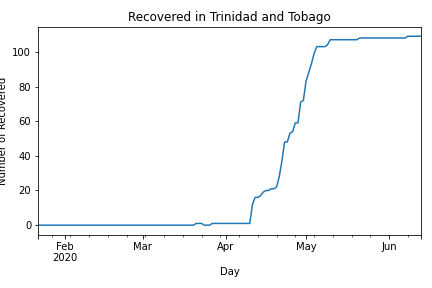 Recovered in Trinidad and Tobago
Number of Recovered
100
80
60
40
20
0
Feb
2020
Mar
Apr
May
Jun
Day